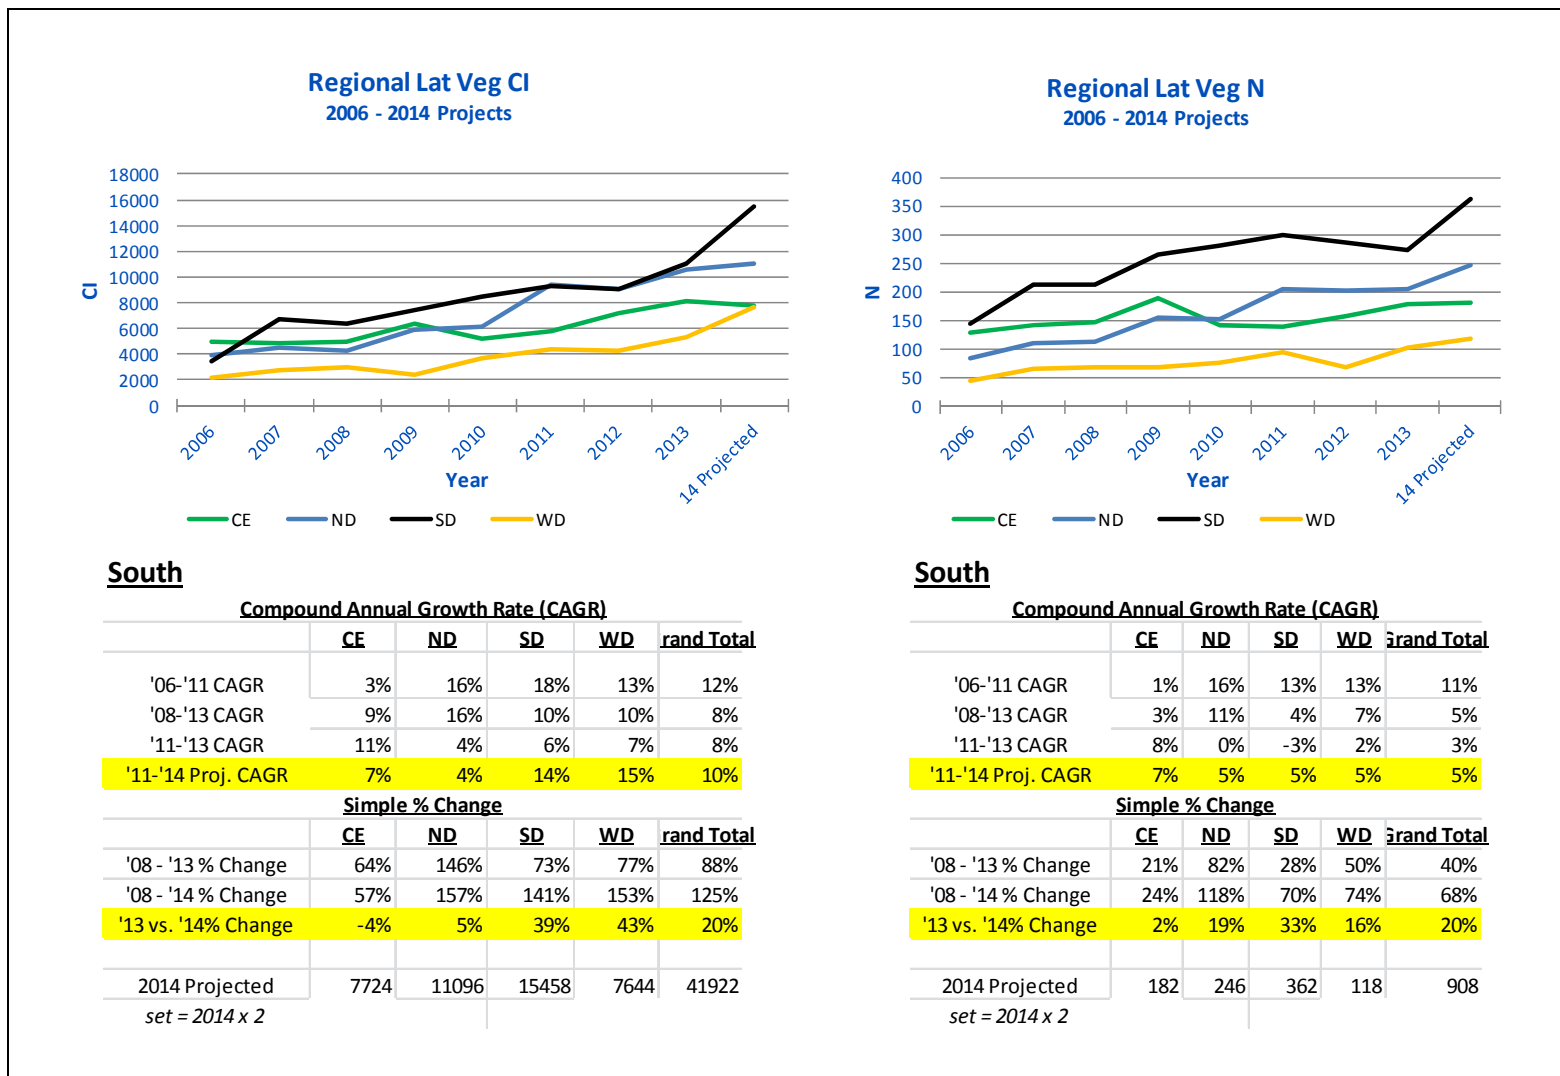 Regional Lat Veg CI
2006 - 2014 Projects
18000
16000
14000
12000
10000
8000
6000
4000
2000
0
CI
2006
2007
2008
2009
2010
2011
2012
2013
14 Projected
Year
CE ND SD WD
Regional Lat Veg N
2006 - 2014 Projects
400
350
300
250
200
150
100
50
0
N
2006
2007
2008
2009
2010
2011
2012
2013
14 Projected
Year
CE ND SD WD
South
Compound Annual Growth Rate (CAGR)
CE ND SD WD rand Total
'06-'11 CAGR 3% 16% 18% 13% 12%
'08-'13 CAGR 9% 16% 10% 10% 8%
'11-'13 CAGR 11% 4% 6% 7% 8%
'11-'14 Proj. CAGR 7% 4% 14% 15% 10%
Simple % Change
CE ND SD WD rand Total
'08 - '13 % Change 64% 146% 73% 77% 88%
'08 - '14 % Change 57% 157% 141% 153% 125%
'13 vs. '14% Change -4% 5% 39% 43% 20%
2014 Projected 7724 11096 15458 7644 41922
set = 2014 x 2
South
Compound Annual Growth Rate (CAGR)
CE ND SD WD Grand Total
'06-'11 CAGR 1% 16% 13% 13% 11%
'08-'13 CAGR 3% 11% 4% 7% 5%
'11-'13 CAGR 8% 0% -3% 2% 3%
'11-'14 Proj. CAGR 7% 5% 5% 5% 5%
Simple % Change
CE ND SD WD Grand Total
'08 - '13 % Change 21% 82% 28% 50% 40%
'08 - '14 % Change 24% 118% 70% 74% 68%
'13 vs. '14% Change 2% 19% 33% 16% 20%
2014 Projected 182 246 362 118 908
set = 2014 x 2